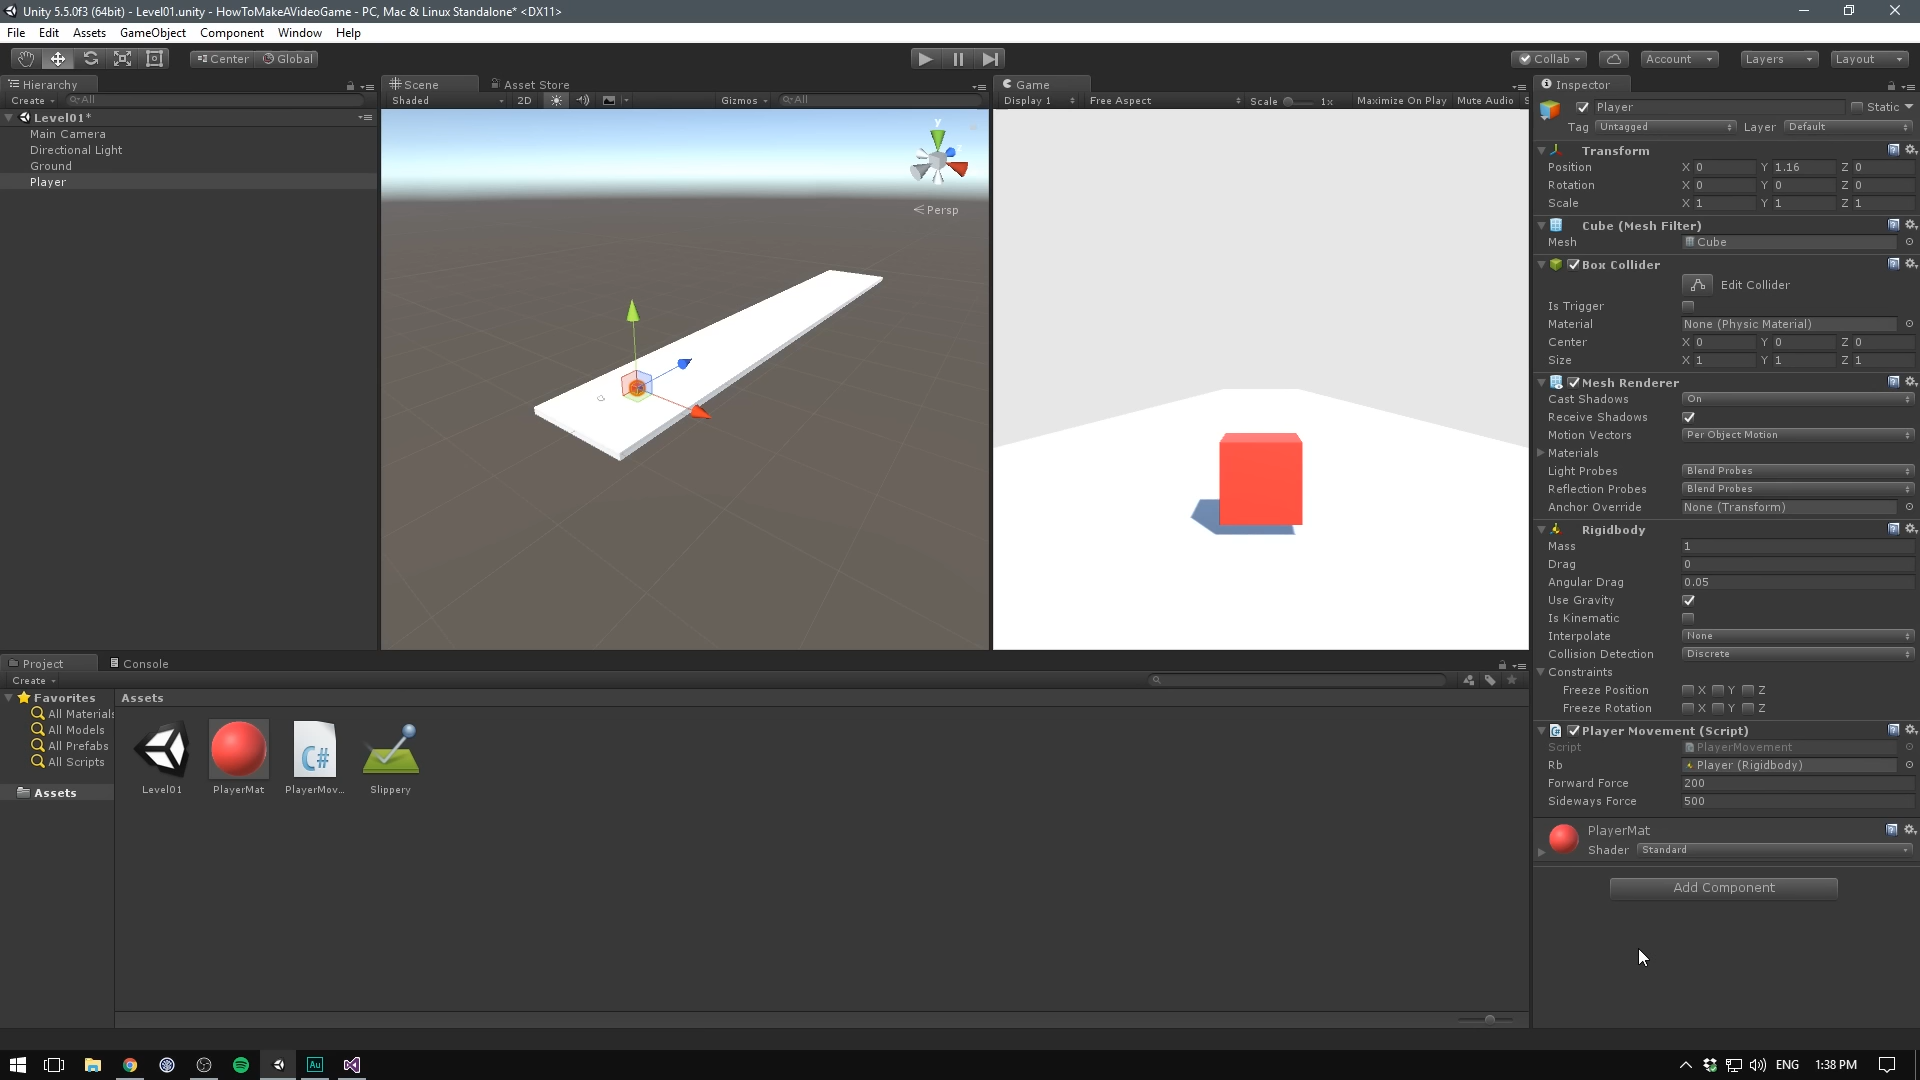 Unity 5.5.0f3 (64bit) - Level01.unity - HowToMakeAVideoGame - PC, Mac & Linux Standalone* <DX11>
File Edit Assets GameObject Component Window Help
Center Global Collab Account Layers Layout
Hierarchy
Create All
Level01*
Main Camera
Directional Light
Ground
Player
Scene Asset Store
Shaded 2D Gizmos All
y
Persp
Game
Display 1 Free Aspect Scale 1x Maximize On Play Mute Audio S
Inspector
Player Static
Tag Untagged Layer Default
Transform
Position X 0 Y 1.16 Z 0
Rotation X 0 Y 0 Z 0
Scale X 1 Y 1 Z 1
Cube (Mesh Filter)
Mesh Cube
Box Collider
Edit Collider
Is Trigger
Material None (Physic Material)
Center X 0 Y 0 Z 0
Size X 1 Y 1 Z 1
Mesh Renderer
Cast Shadows On
Receive Shadows
Motion Vectors Per Object Motion
Materials
Light Probes Blend Probes
Reflection Probes Blend Probes
Anchor Override None (Transform)
Rigidbody
Mass 1
Drag 0
Angular Drag 0.05
Use Gravity
Is Kinematic
Interpolate None
Collision Detection Discrete
Constraints
Freeze Position X Y Z
Freeze Rotation X Y Z
Player Movement (Script)
Script PlayerMovement
Rb Player (Rigidbody)
Forward Force 200
Sideways Force 500
PlayerMat
Shader Standard
Add Component
Project Console
Create
Favorites
All Materials
All Models
All Prefabs
All Scripts
Assets
Assets
C#
Level01 PlayerMat PlayerMov... Slippery
Au
ENG 1:38 PM